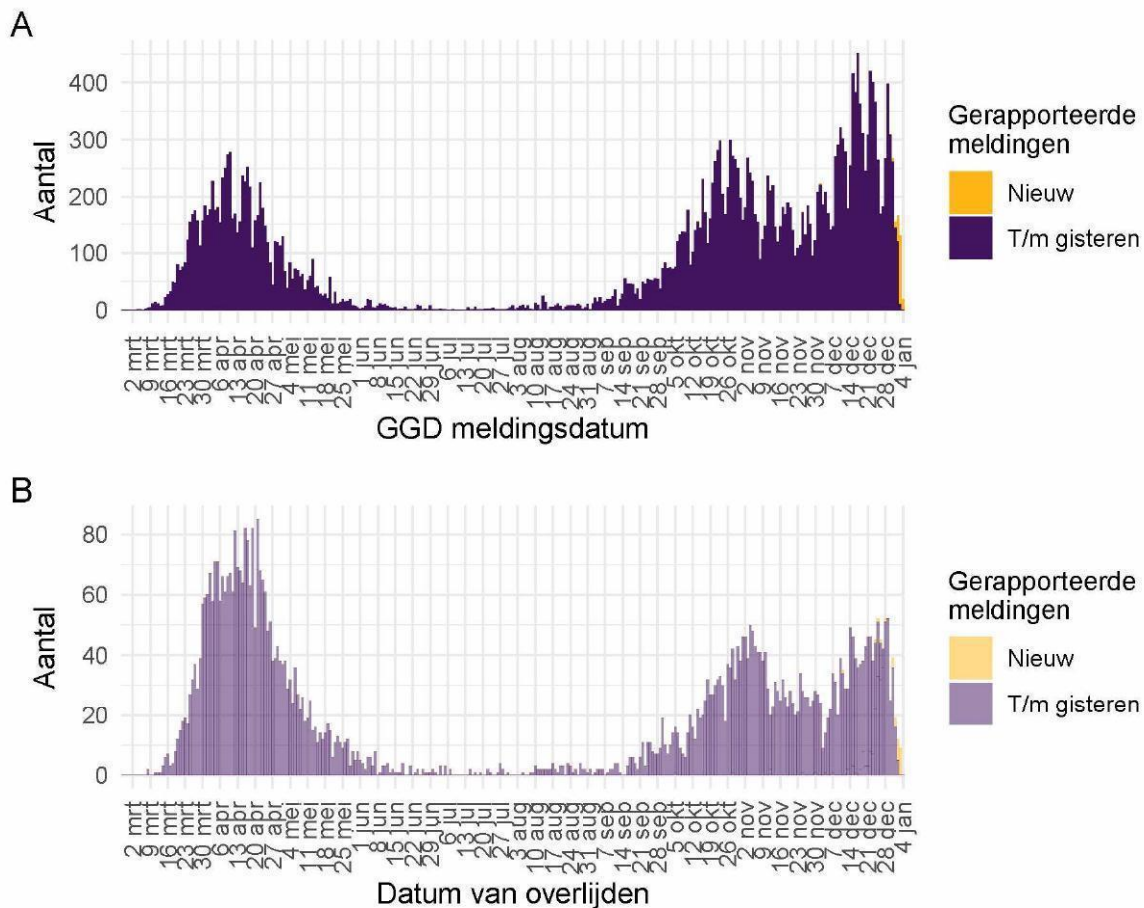 A
Aantal
400
300
200
100
0
2 mrt
9 mrt
16 mrt
23 mrt
30 mrt
6 apr
13 apr
20 apr
27 apr
4 mei
11 mei
18 mei
25 mei
1 jun
8 jun
15 jun
22 jun
29 jun
6 jul
13 jul
20 jul
27 jul
3 aug
10 aug
17 aug
24 aug
31 aug
7 sep
14 sep
21 sep
28 sep
5 okt
12 okt
19 okt
26 okt
2 nov
9 nov
16 nov
23 nov
30 nov
7 dec
14 dec
21 dec
28 dec
4 jan
GGD meldingsdatum
Gerapporteerde
meldingen
Nieuw
T/m gisteren
B
Aantal
80
60
40
20
0
2 mrt
9 mrt
16 mrt
23 mrt
30 mrt
6 apr
13 apr
20 apr
27 apr
4 mei
11 mei
18 mei
25 mei
1 jun
8 jun
15 jun
22 jun
29 jun
6 jul
13 jul
20 jul
27 jul
3 aug
10 aug
17 aug
24 aug
31 aug
7 sep
14 sep
21 sep
28 sep
5 okt
12 okt
19 okt
26 okt
2 nov
9 nov
16 nov
23 nov
30 nov
7 dec
14 dec
21 dec
28 dec
4 jan
Datum van overlijden
Gerapporteerde
meldingen
Nieuw
T/m gisteren